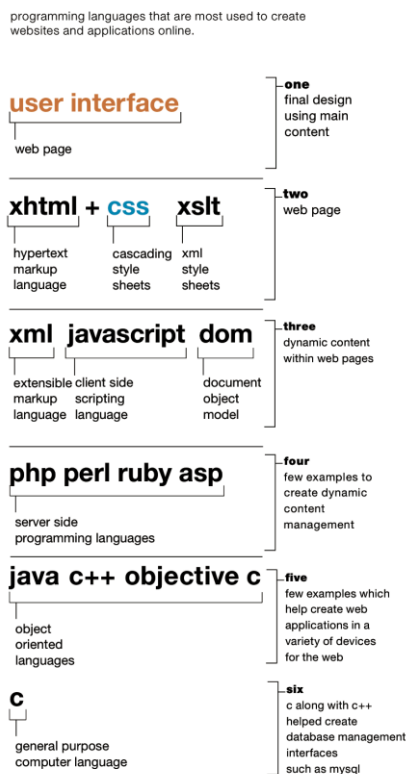 programming languages that are most used to create
websites and applications online.
user interface
web page
one
final design
using main
content
xhtml + css xslt
hypertext
markup
language
cascading
style
sheets
xml
style
sheets
two
web page
xml javascript dom
extensible
markup
language
client side
scripting
language
document
object
model
three
dynamic content
within web pages
php perl ruby asp
server side
programming languages
four
few examples to
create dynamic
content
management
java c++ objective c
object
oriented
languages
five
few examples which
help create web
applications in a
variety of devices
for the web
c
general purpose
computer language
six
c along with c++
helped create
database management
interfaces
such as mysql